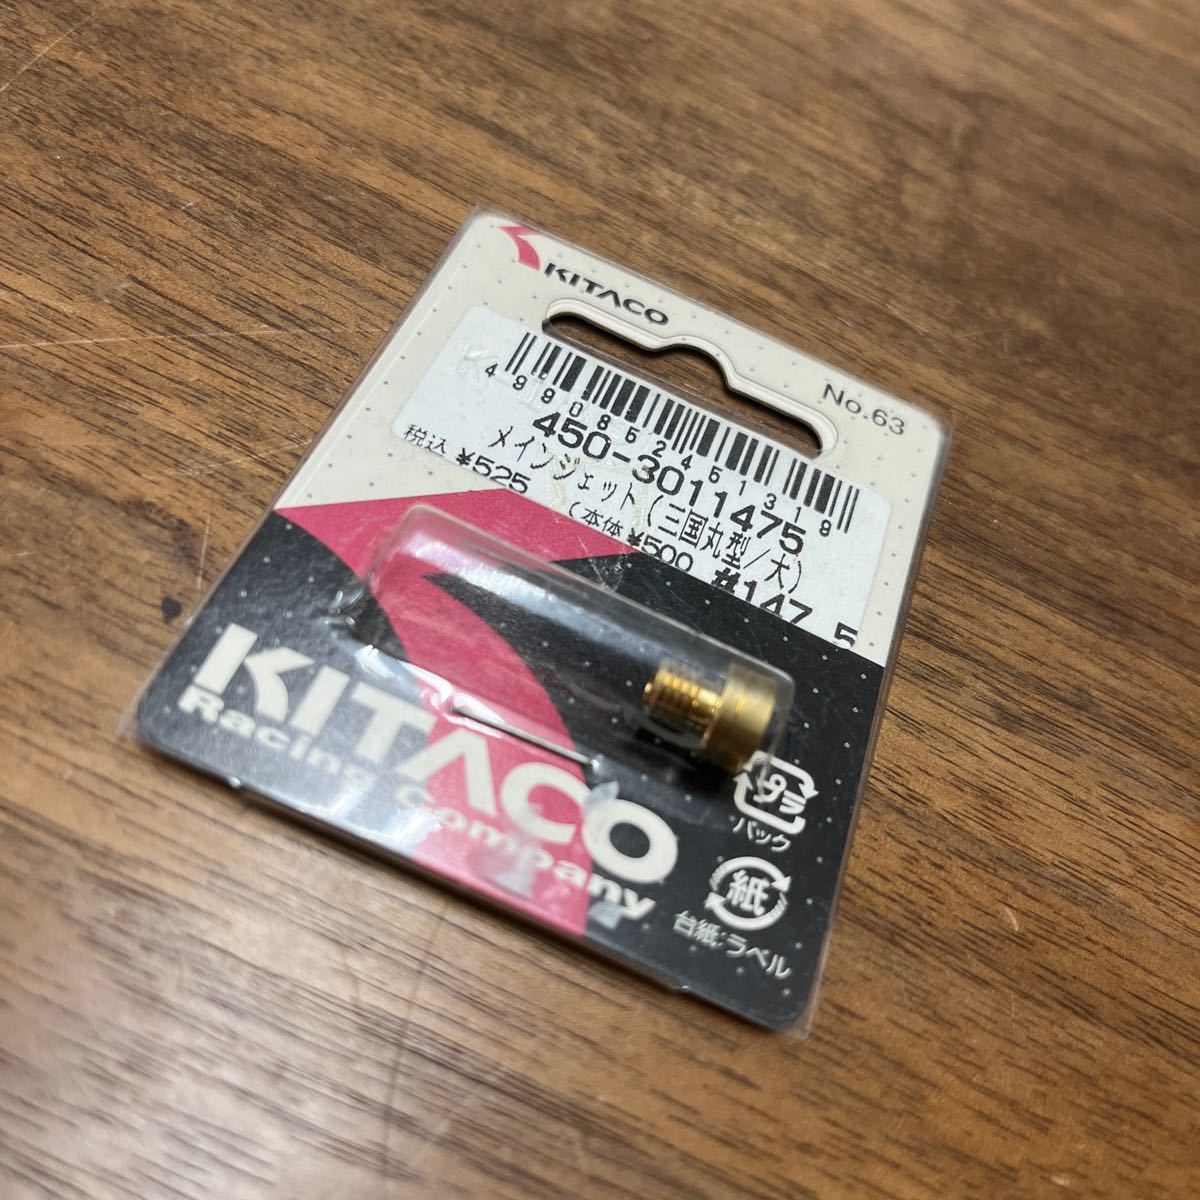 KITACO
No.63
4990852451319
450-3011475
メインジェット(三国丸型/大)
税込 ¥525 (本体 ¥500 #147.5
KITACO
Racing Company
プラ
パック
紙
台紙:ラベル